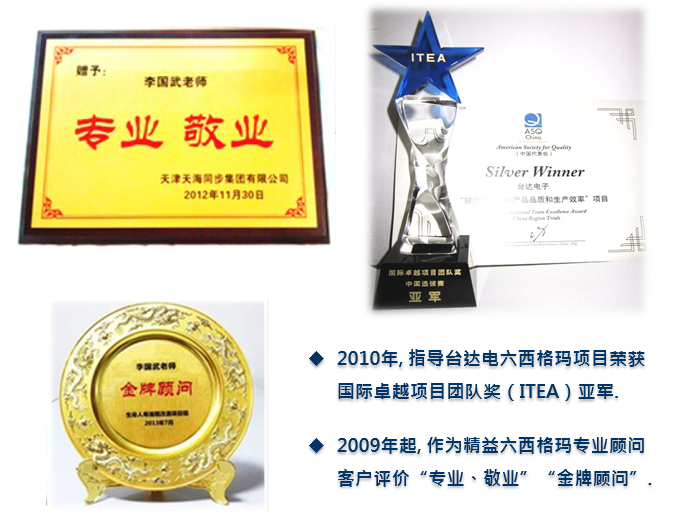 赠予：
李国武老师
专业 敬业
天津天海同步集团有限公司
2012年11月30日
ITEA
ASQ
China
American Society for Quality
（中国代表处）
Silver Winner
台达电子
产品品质和生产效率”项目
Team Excellence Award
China Region Trials
国际卓越项目团队奖
中国选拔赛
亚军
李国武老师
金牌顾问
2013年7月
◆ 2010年, 指导台达电六西格玛项目荣获
国际卓越项目团队奖（ITEA）亚军.
◆ 2009年起, 作为精益六西格玛专业顾问
客户评价“专业、敬业”“金牌顾问”.